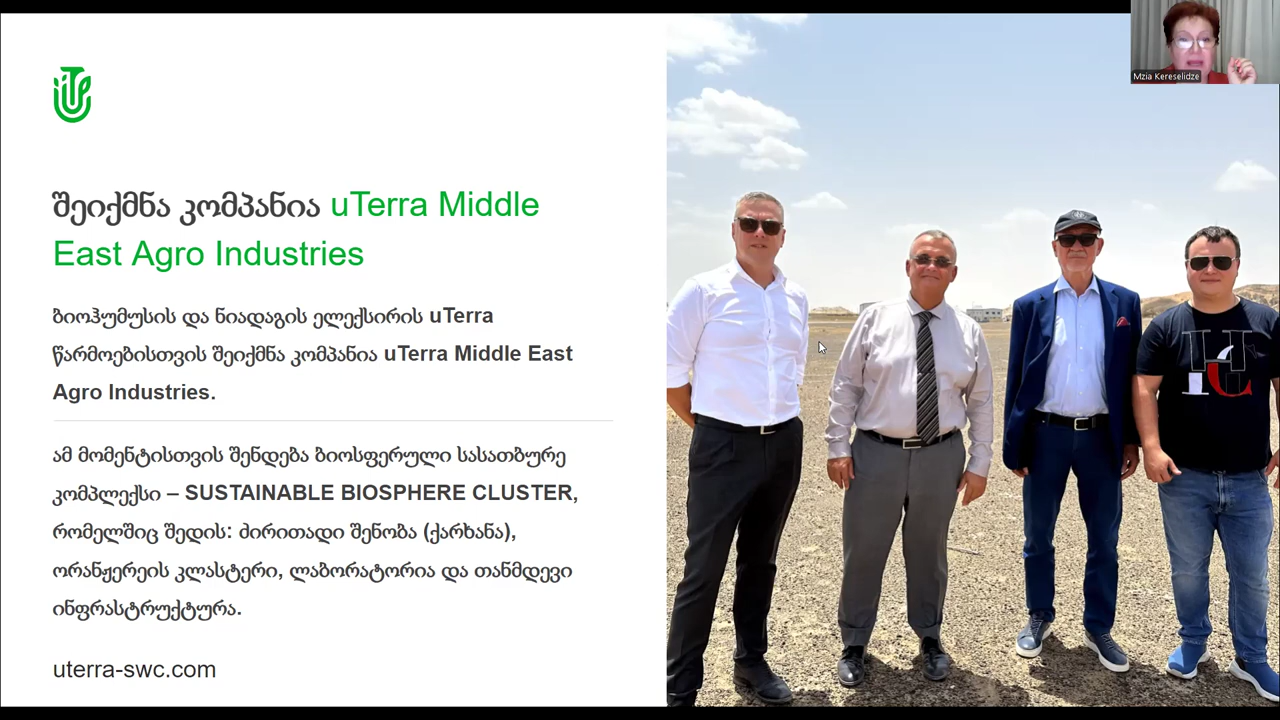 Mzia Kereselidze
შეიქმნა კომპანია uTerra Middle
East Agro Industries
ბიოჰუმუსის და ნიადაგის ელექსირის uTerra
წარმოებისთვის შეიქმნა კომპანია uTerra Middle East
Agro Industries.
ამ მომენტისთვის შენდება ბიოსფერული სასათბურე
კომპლექსი – SUSTAINABLE BIOSPHERE CLUSTER,
რომელშიც შედის: ძირითადი შენობა (ქარხანა),
ორანჟერეის კლასტერი, ლაბორატორია და თანმდევი
ინფრასტრუქტურა.
uterra-swc.com